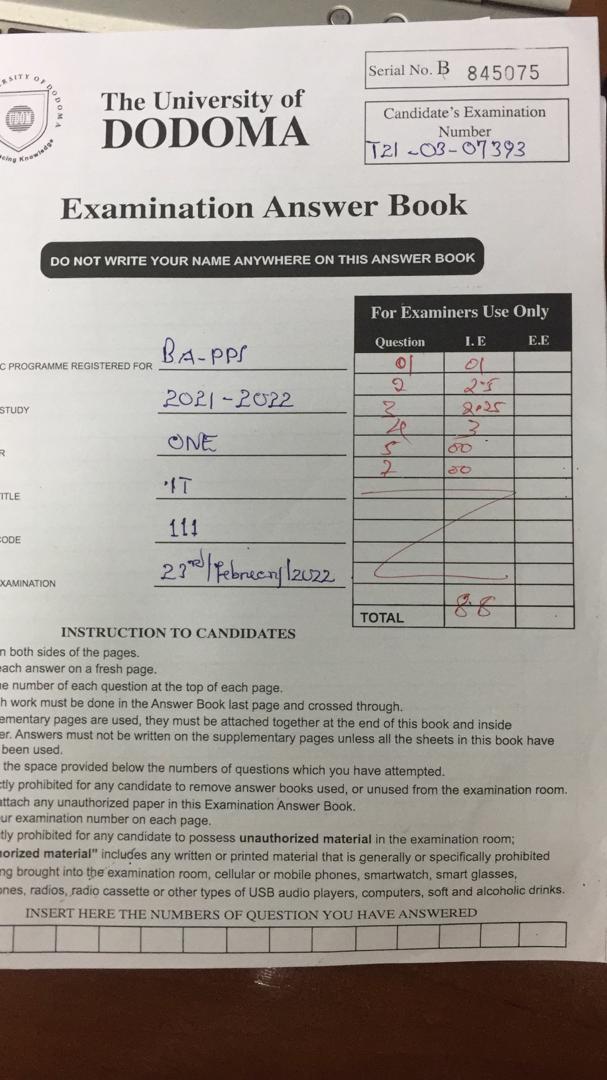 Serial No. B 845075
The University of
DODOMA
Candidate's Examination
Number
T21-03-07393
Examination Answer Book
DO NOT WRITE YOUR NAME ANYWHERE ON THIS ANSWER BOOK
For Examiners Use Only
Question I. E E.E
01 01
2 2.5
3 2.25
4 3
5 00
7 00
TOTAL 8.8
C PROGRAMME REGISTERED FOR BA-PPS
STUDY 2021-2022
R ONE
ITLE IT
ODE 111
XAMINATION 23rd/ /2022
INSTRUCTION TO CANDIDATES
n both sides of the pages.
each answer on a fresh page.
e number of each question at the top of each page.
h work must be done in the Answer Book last page and crossed through.
ementary pages are used, they must be attached together at the end of this book and inside
er. Answers must not be written on the supplementary pages unless all the sheets in this book have
been used.
the space provided below the numbers of questions which you have attempted.
ctly prohibited for any candidate to remove answer books used, or unused from the examination room.
attach any unauthorized paper in this Examination Answer Book.
ur examination number on each page.
tly prohibited for any candidate to possess unauthorized material in the examination room;
orized material" includes any written or printed material that is generally or specifically prohibited
ng brought into the examination room, cellular or mobile phones, smartwatch, smart glasses,
ones, radios, radio cassette or other types of USB audio players, computers, soft and alcoholic drinks.
INSERT HERE THE NUMBERS OF QUESTION YOU HAVE ANSWERED